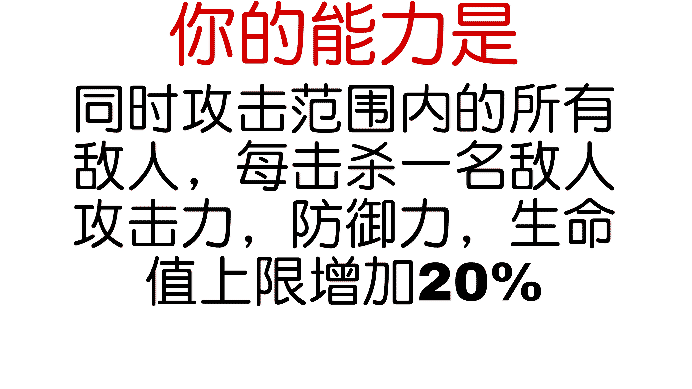 你的能力是
同时攻击范围内的所有
敌人，每击杀一名敌人
攻击力，防御力，生命
值上限增加20%